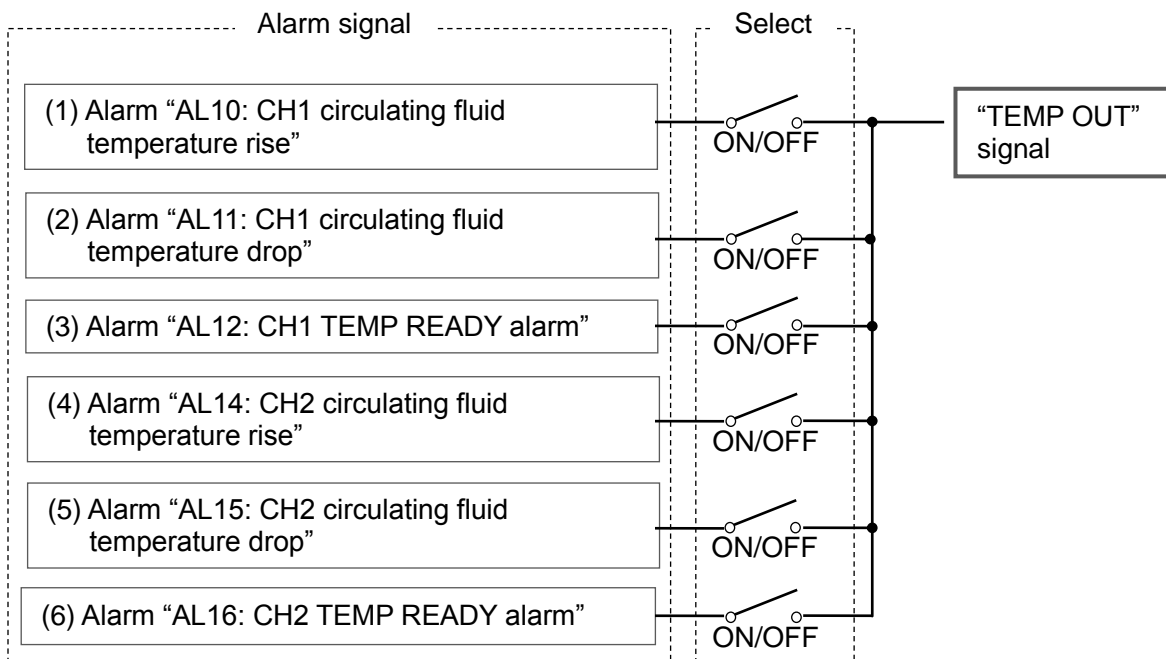 Alarm signal
Select
(1) Alarm “AL10: CH1 circulating fluid
temperature rise”
ON/OFF
“TEMP OUT”
signal
(2) Alarm “AL11: CH1 circulating fluid
temperature drop”
ON/OFF
(3) Alarm “AL12: CH1 TEMP READY alarm”
ON/OFF
(4) Alarm “AL14: CH2 circulating fluid
temperature rise”
ON/OFF
(5) Alarm “AL15: CH2 circulating fluid
temperature drop”
ON/OFF
(6) Alarm “AL16: CH2 TEMP READY alarm”
ON/OFF